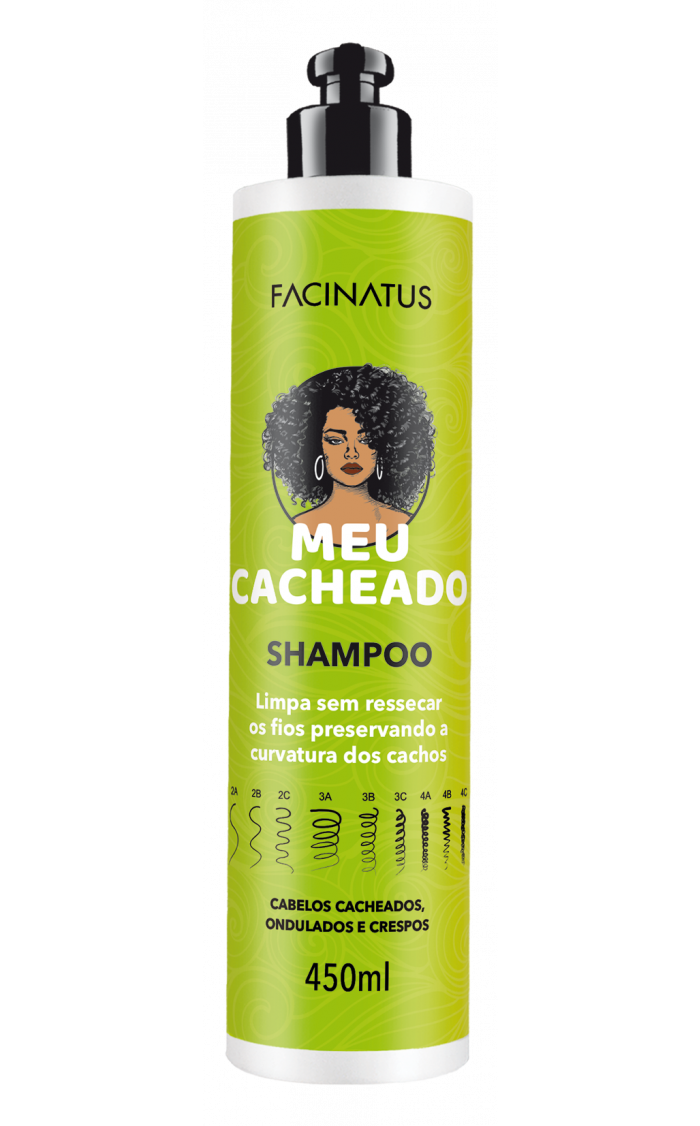 FACINATUS
MEU
CACHEADO
SHAMPOO
Limpa sem ressecar
os fios preservando a
curvatura dos cachos
2A 2B 2C 3A 3B 3C 4A 4B 4C
CABELOS CACHEADOS,
ONDULADOS E CRESPOS
450ml